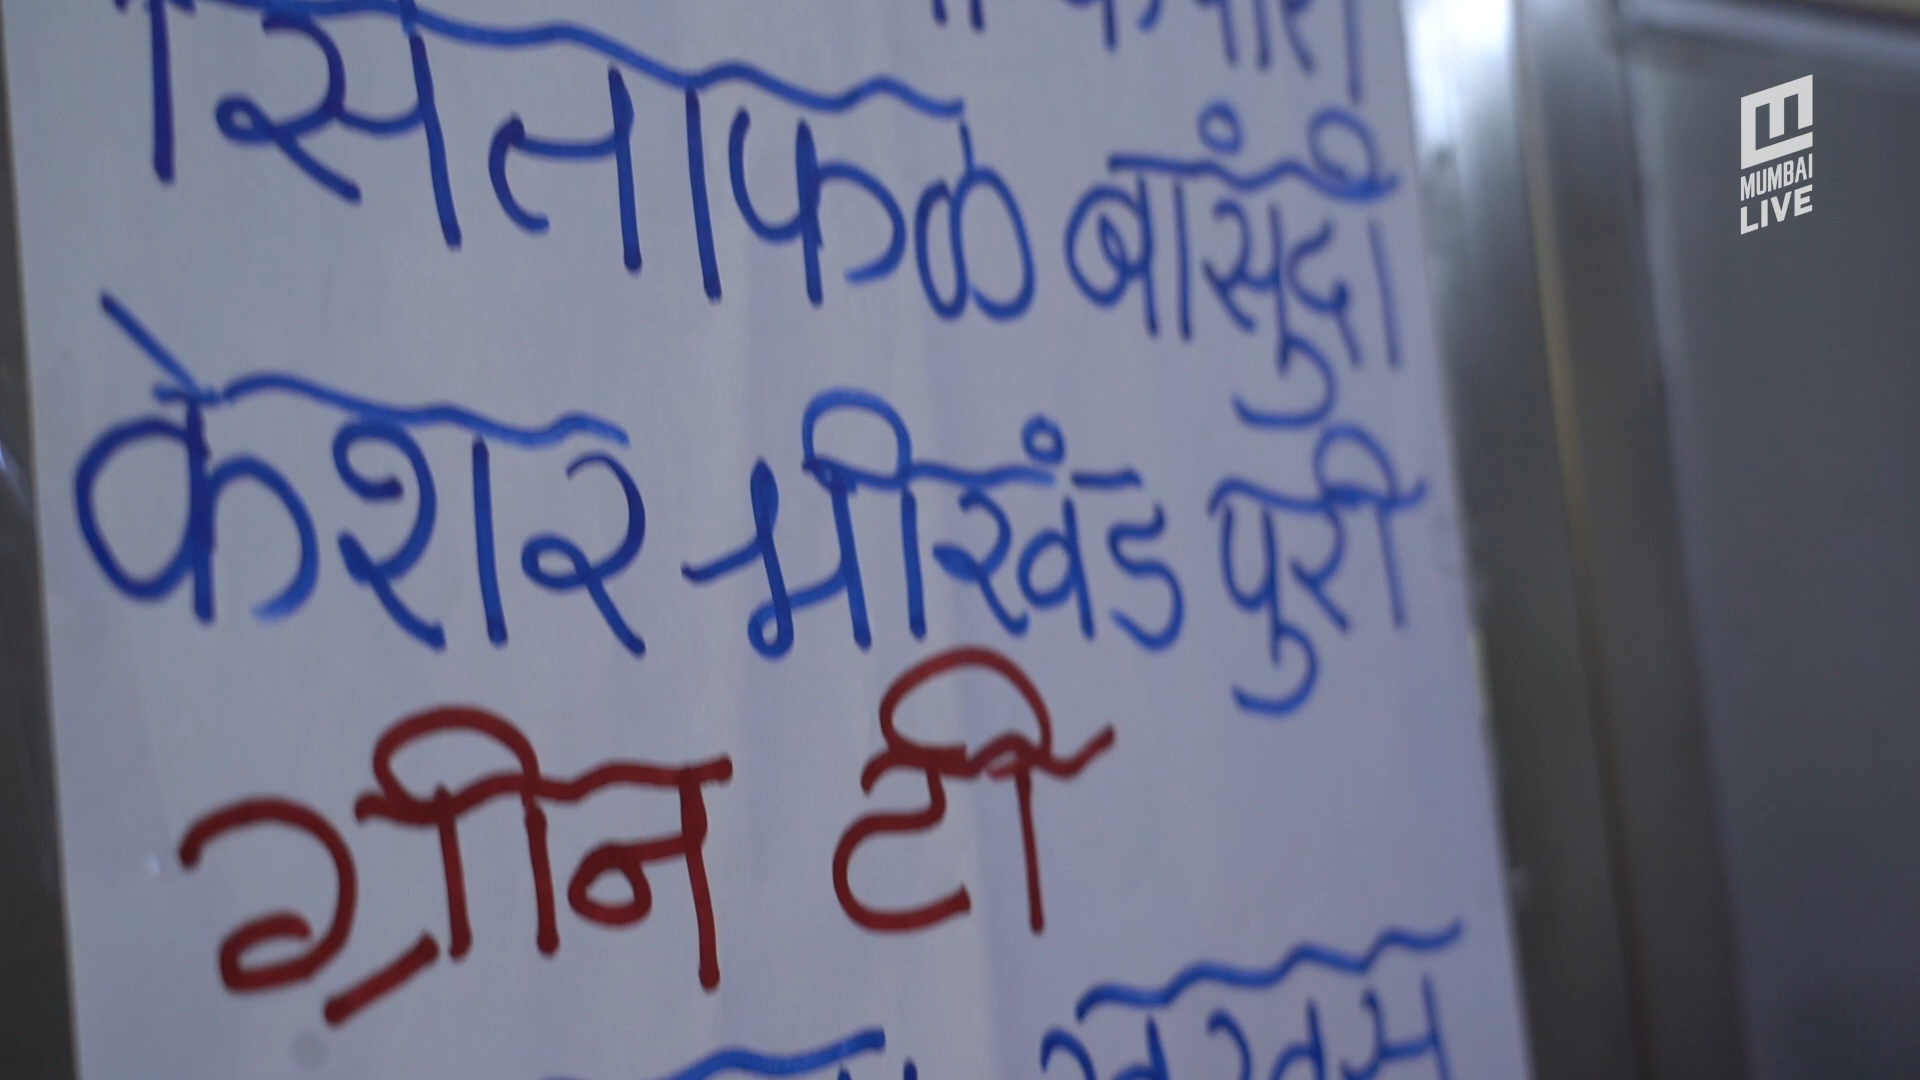 सिताफळ बासुंदी
केशर श्रीखंड पुरी
ग्रीन टी
MUMBAI
LIVE